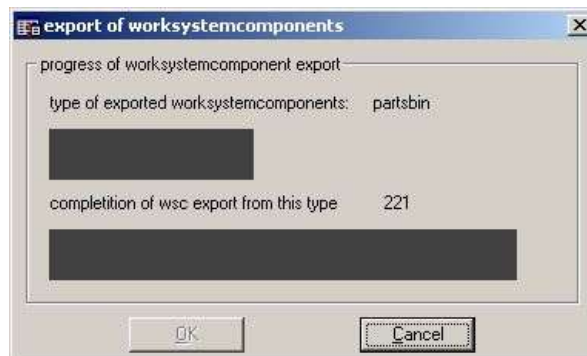 export of worksystemcomponents
progress of worksystemcomponent export
type of exported worksystemcomponents: partsbin
completition of wsc export from this type 221
OK Cancel